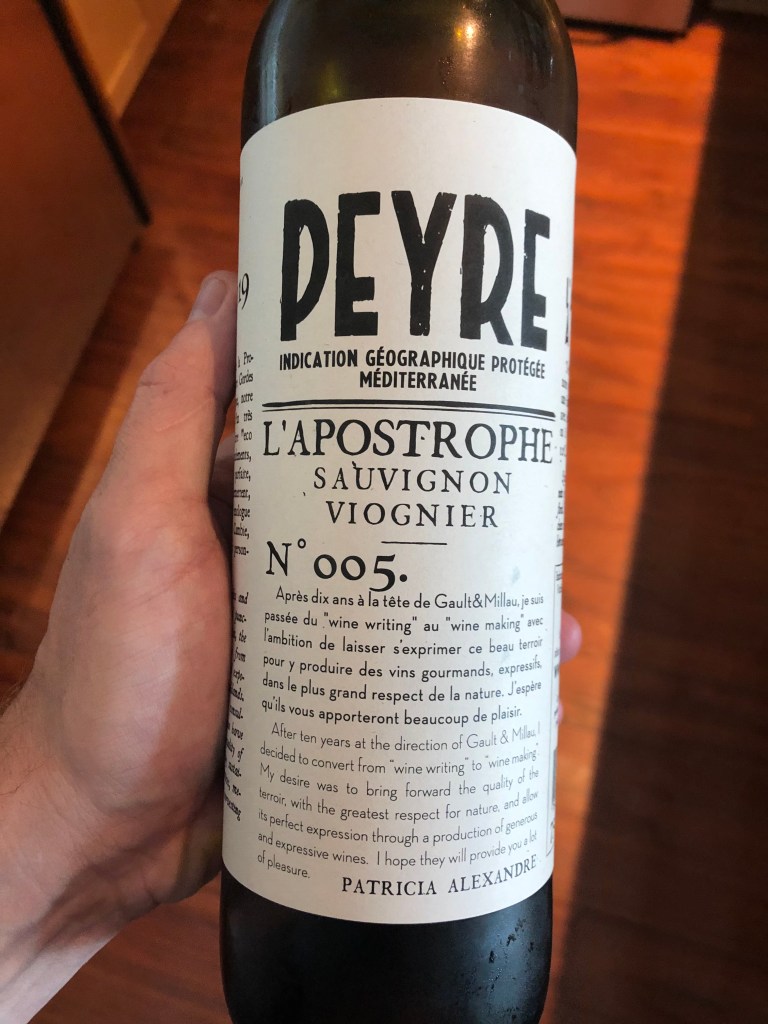 PEYRE
INDICATION GÉOGRAPHIQUE PROTÉGÉE
MÉDITERRANÉE
L'APOSTROPHE
SAUVIGNON
VIOGNIER
N° 005.
Après dix ans à la tête de Gault&Millau, je suis
passée du "wine writing" au "wine making" avec
l'ambition de laisser s'exprimer ce beau terroir
pour y produire des vins gourmands, expressifs,
dans le plus grand respect de la nature. J'espère
qu'ils vous apporteront beaucoup de plaisir.
After ten years at the direction of Gault & Millau, I
decided to convert from "wine writing" to "wine making".
My desire was to bring forward the quality of the
terroir, with the greatest respect for nature, and allow
its perfect expression through a production of generous
and expressive wines. I hope they will provide you a lot
of pleasure.
PATRICIA ALEXANDRE